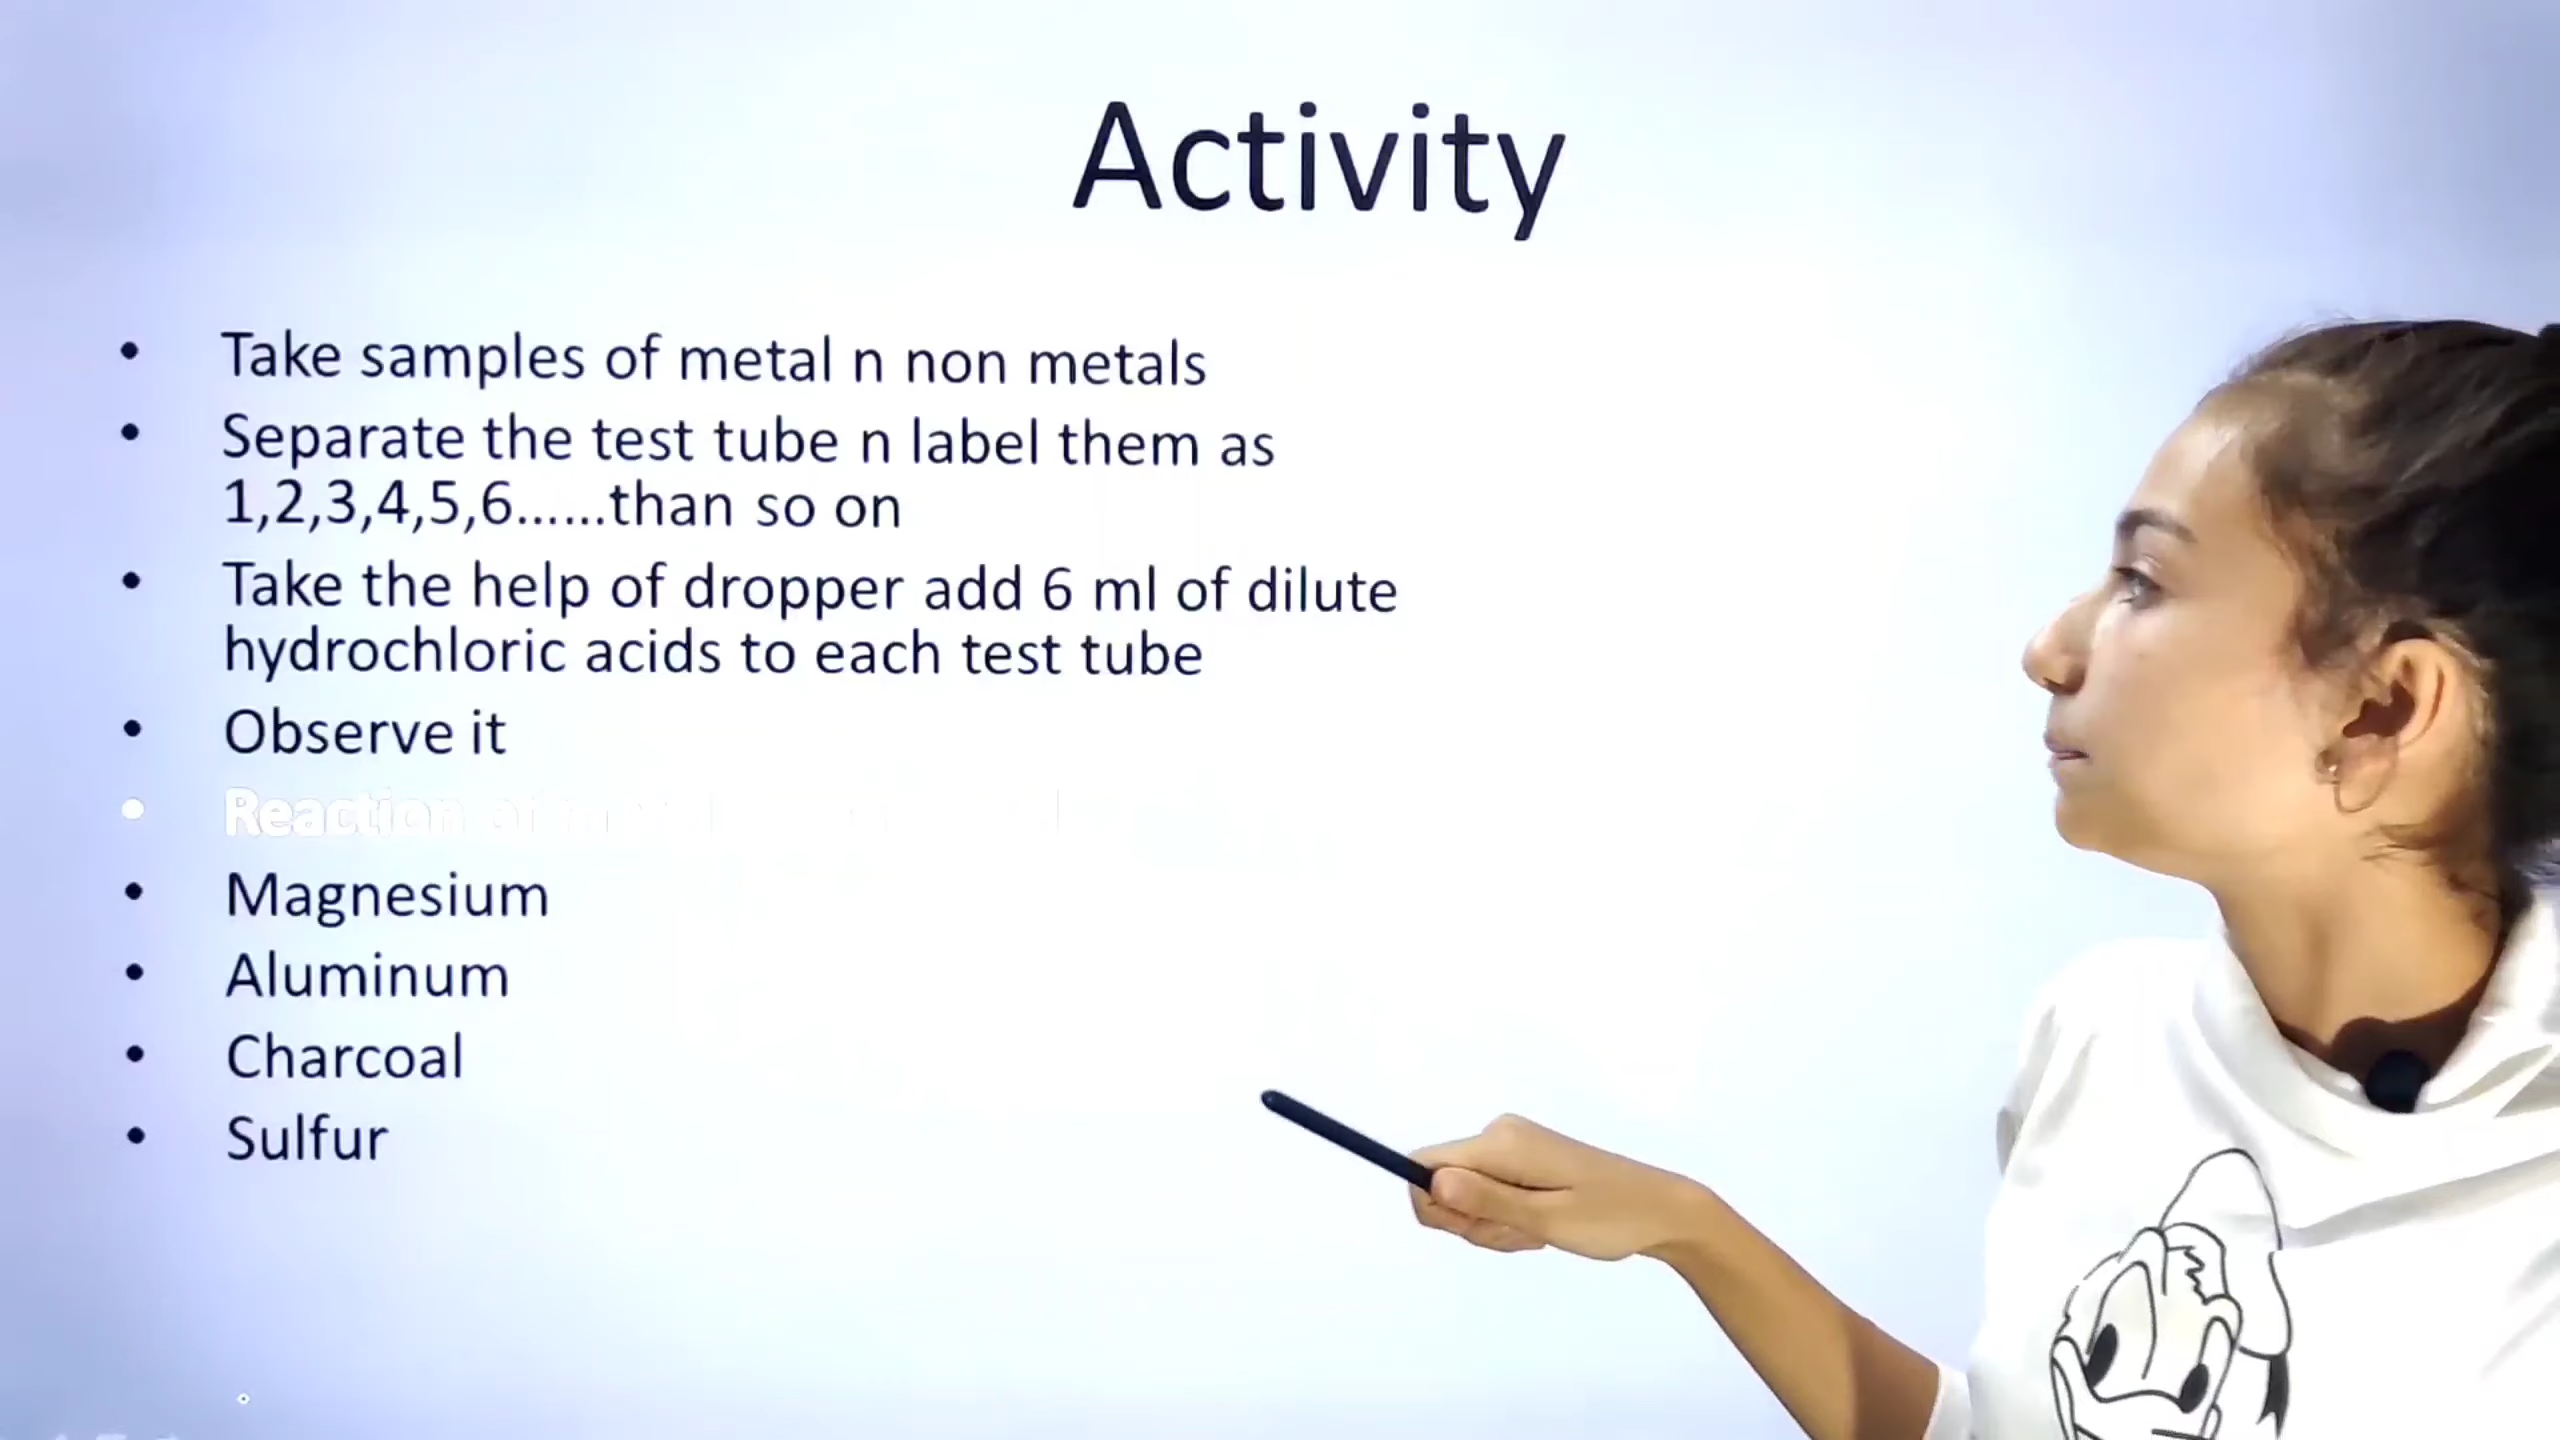 Activity
• Take samples of metal n non metals
• Separate the test tube n label them as
1,2,3,4,5,6......than so on
• Take the help of dropper add 6 ml of dilute
hydrochloric acids to each test tube
• Observe it
• Reaction of
• Magnesium
• Aluminum
• Charcoal
• Sulfur